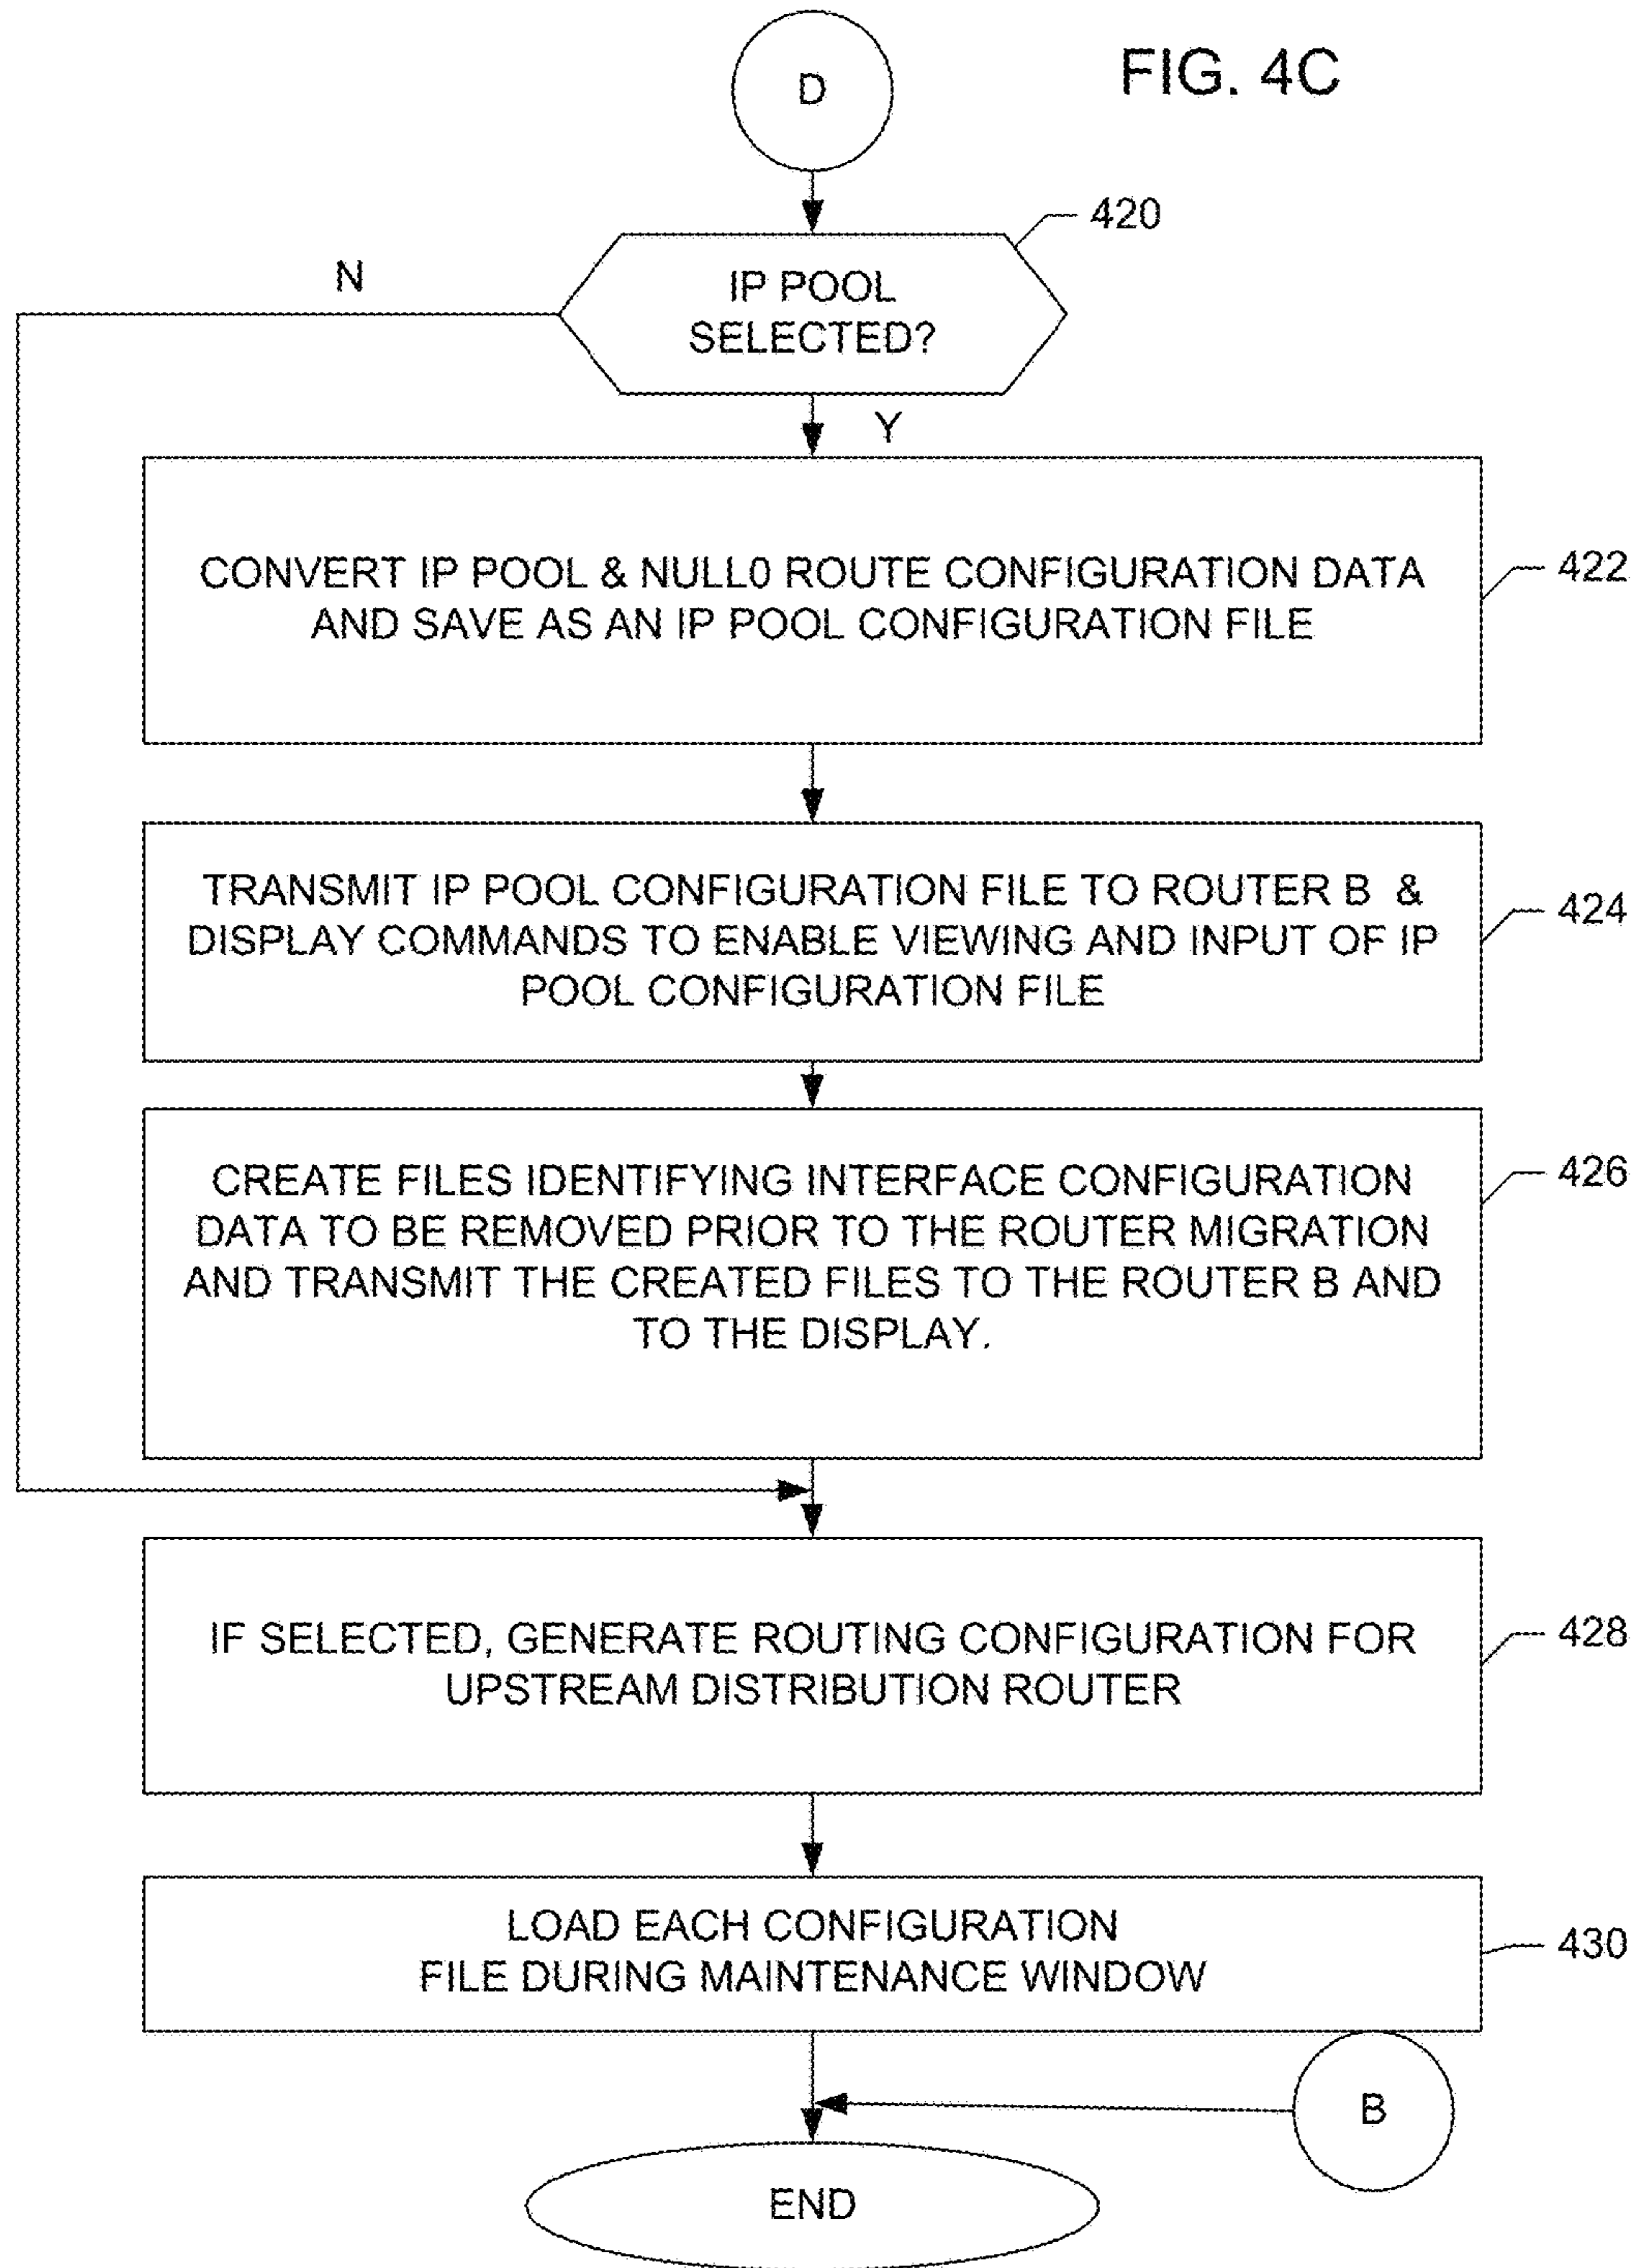 D
FIG. 4C
420
N
IP POOL
SELECTED?
Y
CONVERT IP POOL & NULL0 ROUTE CONFIGURATION DATA
AND SAVE AS AN IP POOL CONFIGURATION FILE
422
TRANSMIT IP POOL CONFIGURATION FILE TO ROUTER B &
DISPLAY COMMANDS TO ENABLE VIEWING AND INPUT OF IP
POOL CONFIGURATION FILE
424
CREATE FILES IDENTIFYING INTERFACE CONFIGURATION
DATA TO BE REMOVED PRIOR TO THE ROUTER MIGRATION
AND TRANSMIT THE CREATED FILES TO THE ROUTER B AND
TO THE DISPLAY.
426
IF SELECTED, GENERATE ROUTING CONFIGURATION FOR
UPSTREAM DISTRIBUTION ROUTER
428
LOAD EACH CONFIGURATION
FILE DURING MAINTENANCE WINDOW
430
B
END